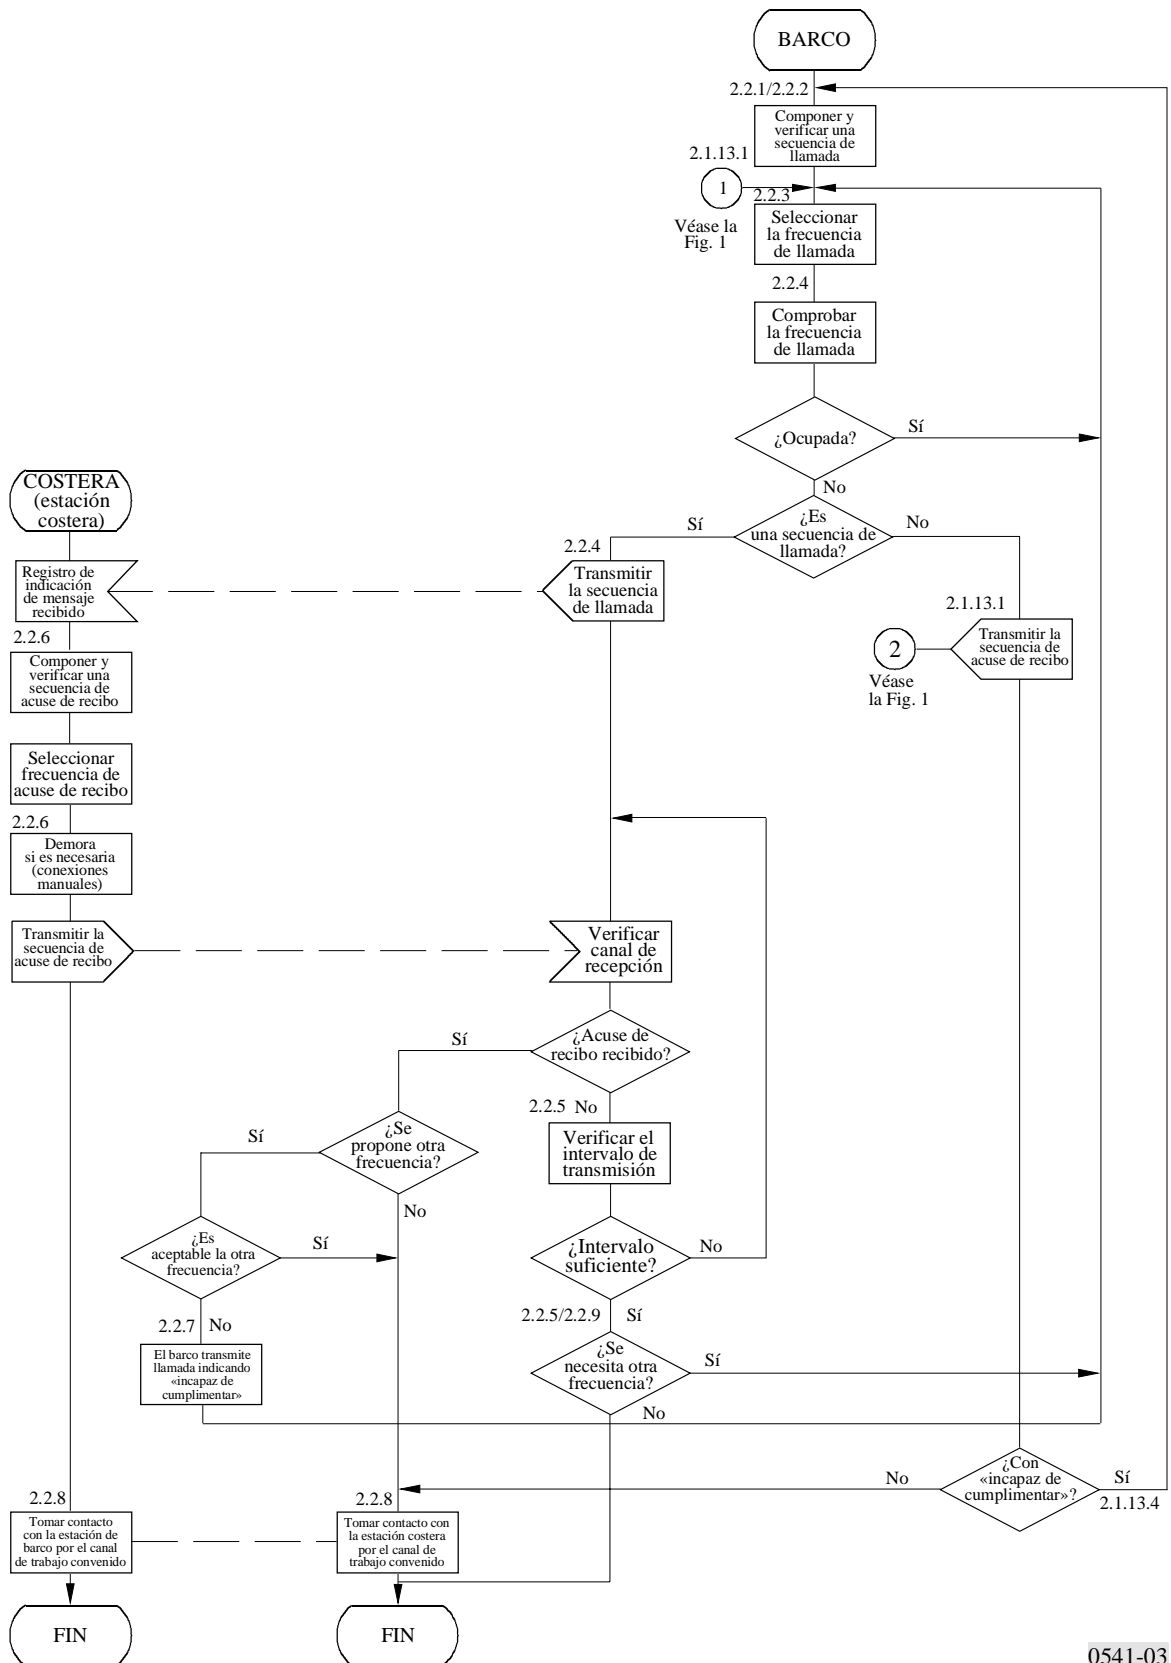 BARCO
2.2.1/2.2.2
Componer y
verificar una
secuencia de
llamada
2.1.13.1
1
2.2.3
Véase la
Fig. 1
Seleccionar
la frecuencia
de llamada
2.2.4
Comprobar
la frecuencia
de llamada
¿Ocupada?
Sí
No
¿Es
una secuencia de
llamada?
Sí
No
COSTERA
(estación
costera)
2.2.4
Registro de
indicación
de mensaje
recibido
Transmitir
la secuencia
de llamada
2.1.13.1
Transmitir la
secuencia de
acuse de recibo
2
Véase
la Fig. 1
2.2.6
Componer y
verificar una
secuencia de
acuse de recibo
Seleccionar
frecuencia de
acuse de recibo
2.2.6
Demora
si es necesaria
(conexiones
manuales)
Transmitir la
secuencia de
acuse de recibo
Verificar
canal de
recepción
¿Acuse de
recibo recibido?
Sí
2.2.5 No
¿Se
propone otra
frecuencia?
Sí
No
Verificar el
intervalo de
transmisión
¿Es
aceptable la otra
frecuencia?
Sí
¿Intervalo
suficiente?
No
2.2.7 No
2.2.5/2.2.9 Sí
El barco transmite
llamada indicando
«incapaz de
cumplimentar»
¿Se
necesita otra
frecuencia?
Sí
No
¿Con
«incapaz de
cumplimentar»?
No
Sí
2.1.13.4
2.2.8
Tomar contacto
con la estación de
barco por el canal
de trabajo convenido
2.2.8
Tomar contacto con
la estación costera
por el canal de
trabajo convenido
FIN
FIN
0541-03